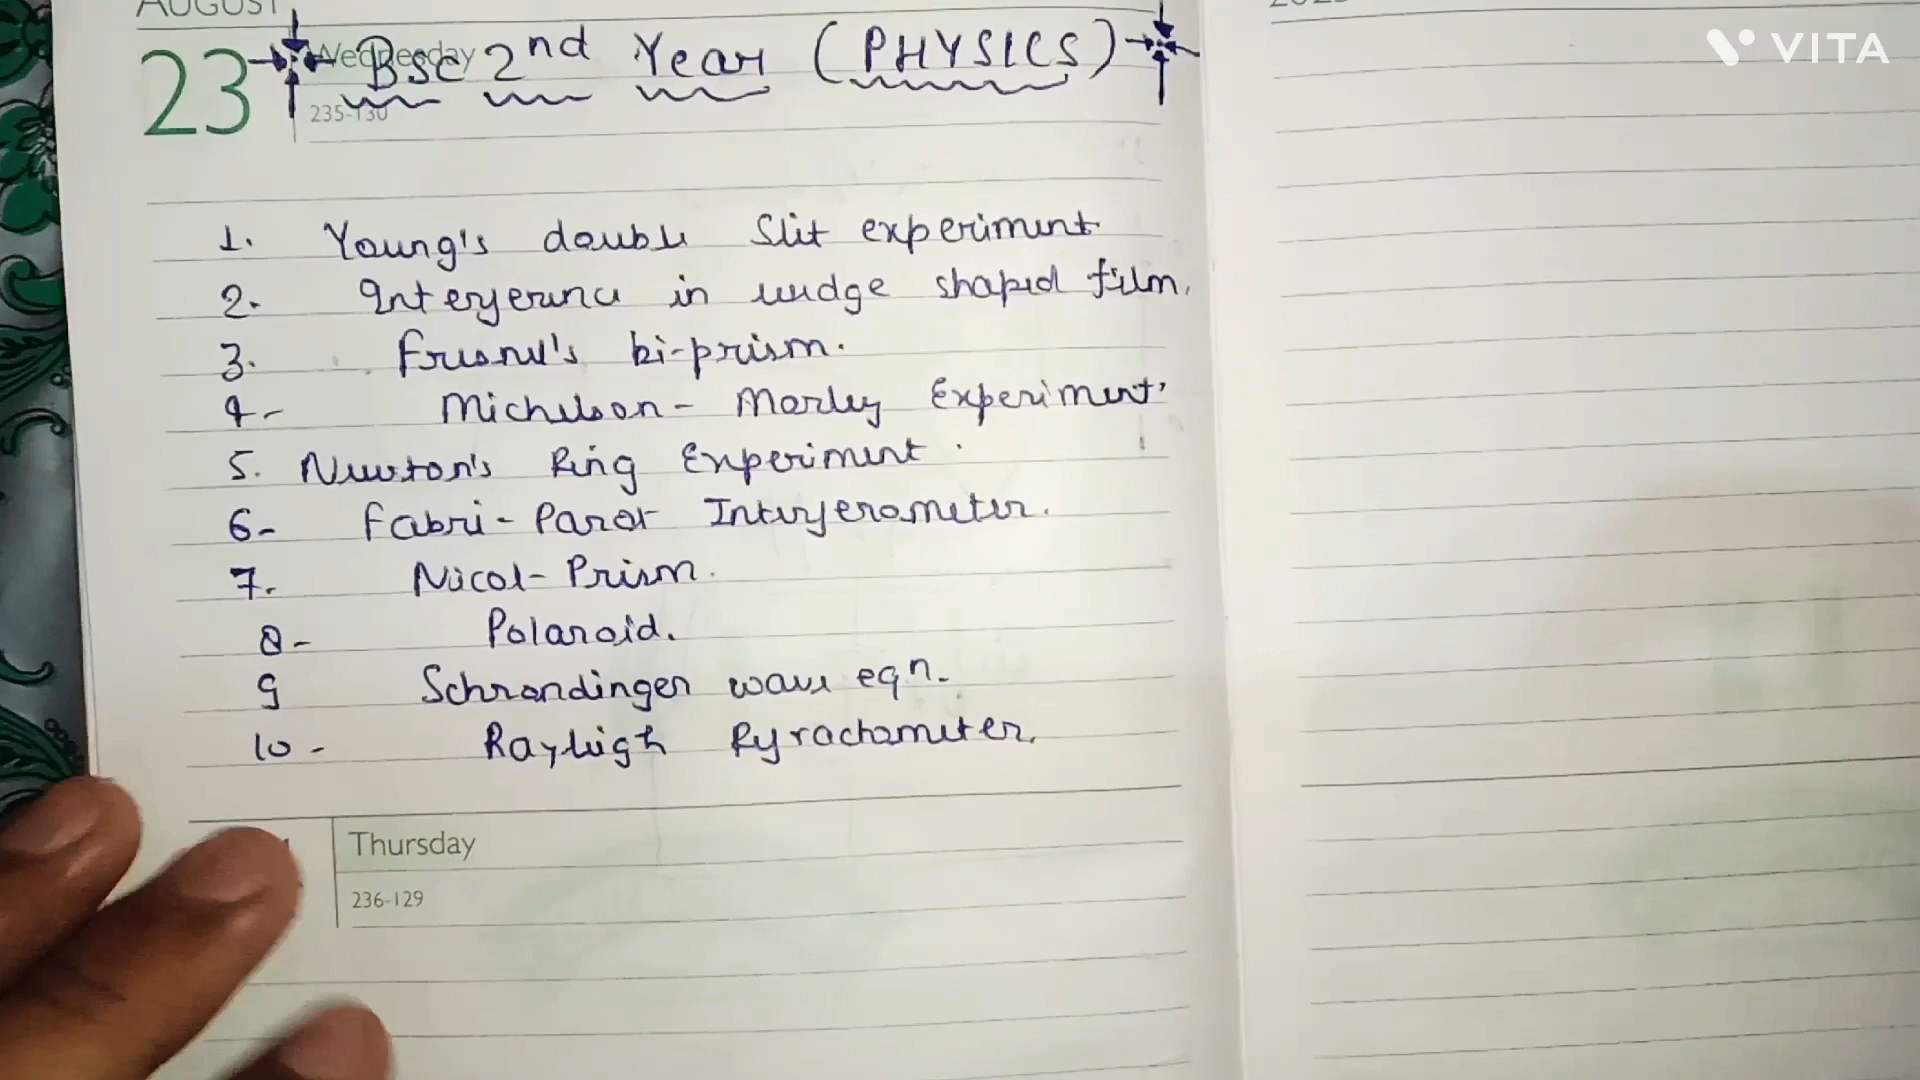 AUGUST
VITA
23
Wednesday
Bsc 2nd Year (PHYSICS)
235-130
1. Young's double Slit experiment
2. Interference in wedge shaped film.
3. Fresnel's bi-prism.
4- Michelson - Morley Experiment
5. Newton's Ring Experiment.
6- Fabri - Parot Interferometer.
7. Nicol - Prism.
8- Polaroid.
9 Schrondinger wave eqn.
10 - Rayleigh Refractometer.
Thursday
236-129